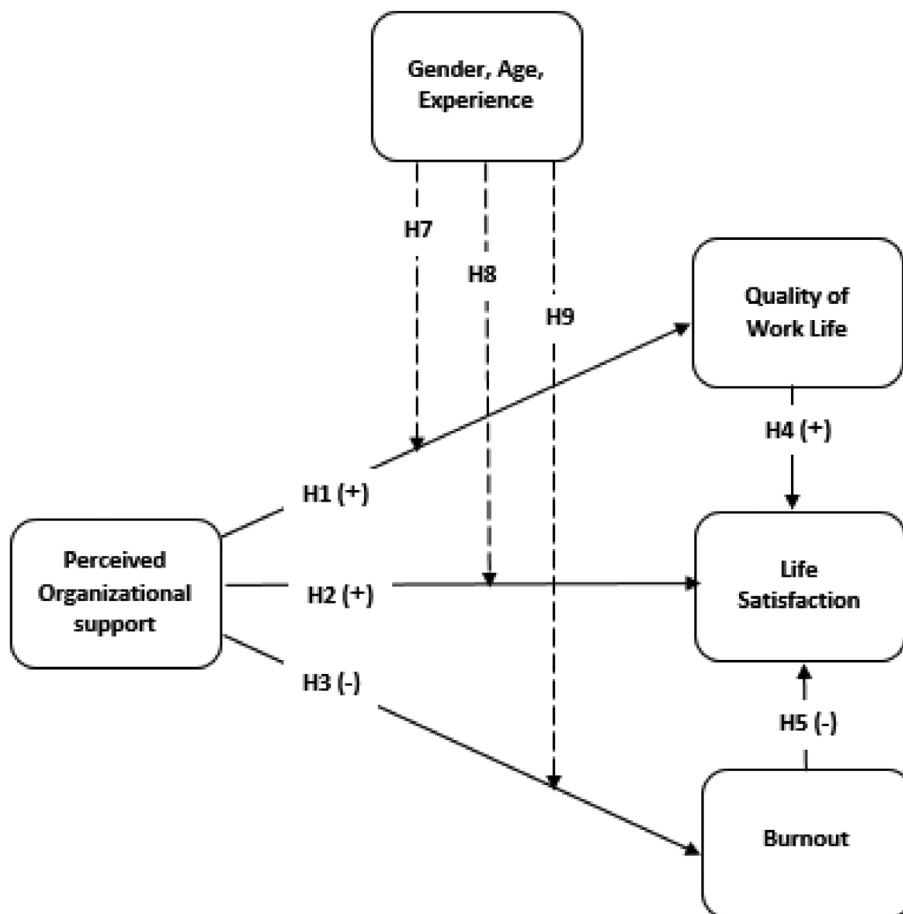 Gender, Age,
Experience
H7
H8
H9
Quality of
Work Life
H4 (+)
H1 (+)
Perceived
Organizational
support
H2 (+)
Life
Satisfaction
H3 (-)
H5 (-)
Burnout